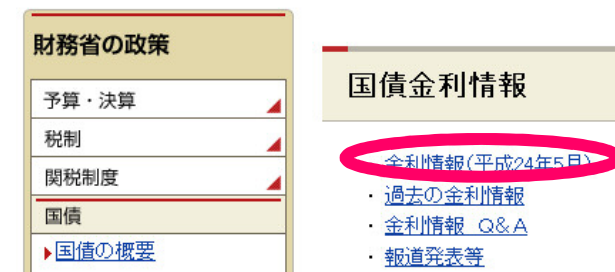 財務省の政策
予算・決算
税制
関税制度
国債
国債の概要
国債金利情報
金利情報(平成24年5月)
・過去の金利情報
・金利情報 Q&A
・報道発表等